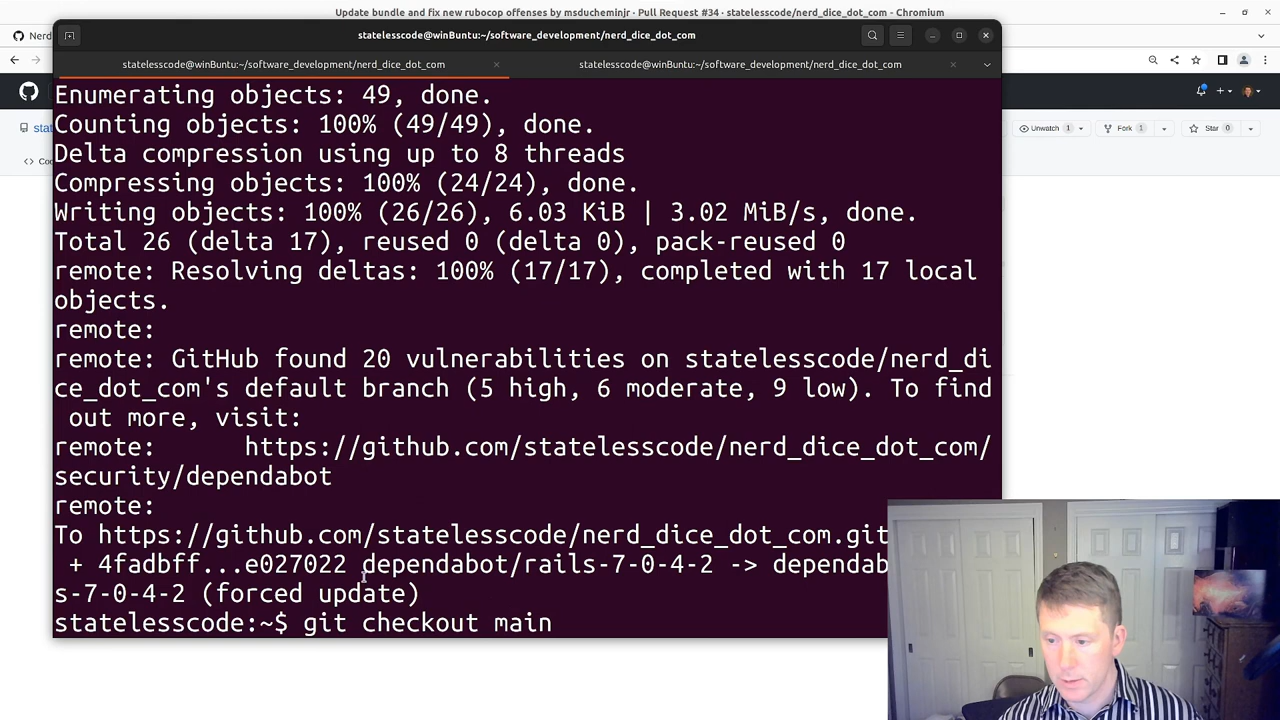 Update bundle and fix new rubocop offenses by msducheminjr · Pull Request #34 · statelesscode/nerd_dice_dot_com - Chromium
Nerd
statelesscode@winBuntu:~/software_development/nerd_dice_dot_com
statelesscode@winBuntu:~/software_development/nerd_dice_dot_com
statelesscode@winBuntu:~/software_development/nerd_dice_dot_com
Enumerating objects: 49, done.
Counting objects: 100% (49/49), done.
Delta compression using up to 8 threads
Compressing objects: 100% (24/24), done.
Writing objects: 100% (26/26), 6.03 KiB | 3.02 MiB/s, done.
Total 26 (delta 17), reused 0 (delta 0), pack-reused 0
remote: Resolving deltas: 100% (17/17), completed with 17 local
objects.
remote:
remote: GitHub found 20 vulnerabilities on statelesscode/nerd_di
ce_dot_com's default branch (5 high, 6 moderate, 9 low). To find
out more, visit:
remote:      https://github.com/statelesscode/nerd_dice_dot_com/
security/dependabot
remote:
To https://github.com/statelesscode/nerd_dice_dot_com.git
+ 4fadbff...e027022 dependabot/rails-7-0-4-2 -> dependab
s-7-0-4-2 (forced update)
statelesscode:~$ git checkout main
stat
Unwatch 1
Fork 1
Star 0
<> Co